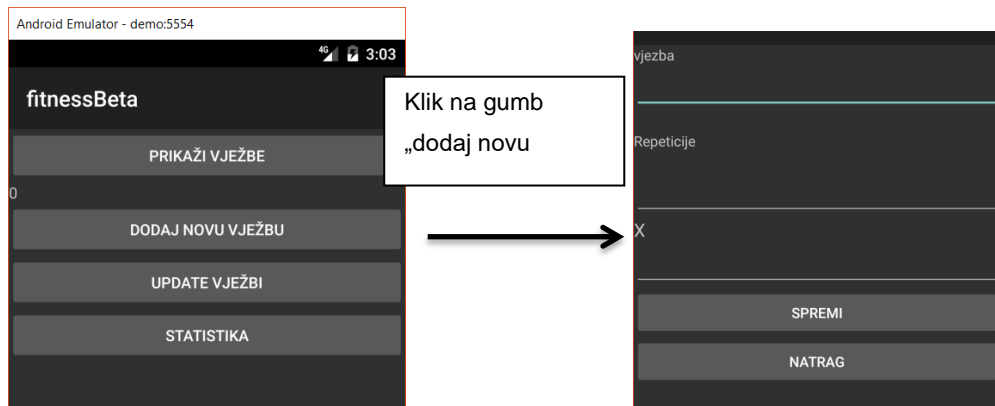 Android Emulator - demo:5554
4G 3:03
fitnessBeta
PRIKAŽI VJEŽBE
0
DODAJ NOVU VJEŽBU
UPDATE VJEŽBI
STATISTIKA
Klik na gumb
„dodaj novu
vjezba
Repeticije
X
SPREMI
NATRAG